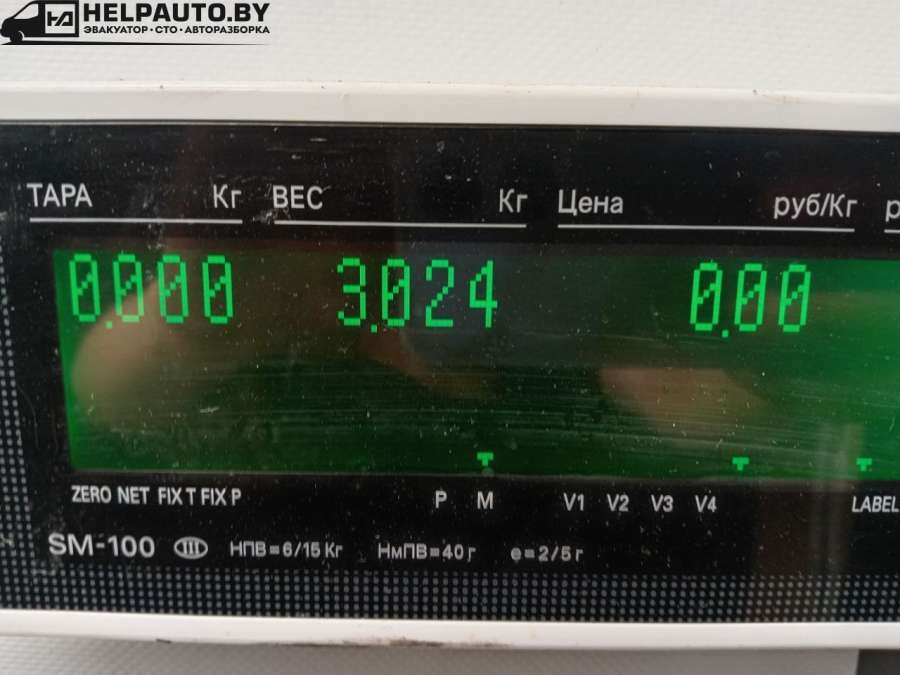 HELPAUTO.BY
ЭВАКУАТОР·СТО·АВТОРАЗБОРКА
ТАРА Кг ВЕС Кг Цена руб/Кг
0.000 3.024 0.00
ZERO NET FIX T FIX P P M V1 V2 V3 V4 LABEL
SM-100 III НПВ=6/15 Кг НмПВ=40 г e=2/5 г